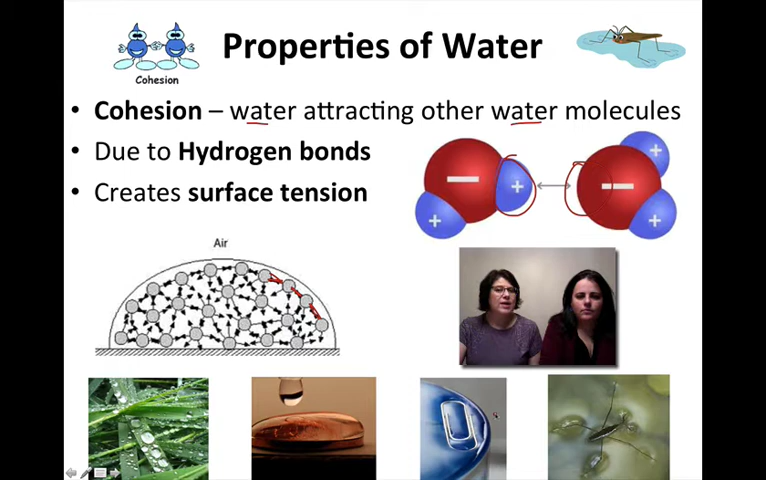 Properties of Water
Cohesion
• Cohesion – water attracting other water molecules
• Due to Hydrogen bonds
• Creates surface tension
+
−
+
−
+
+
Air